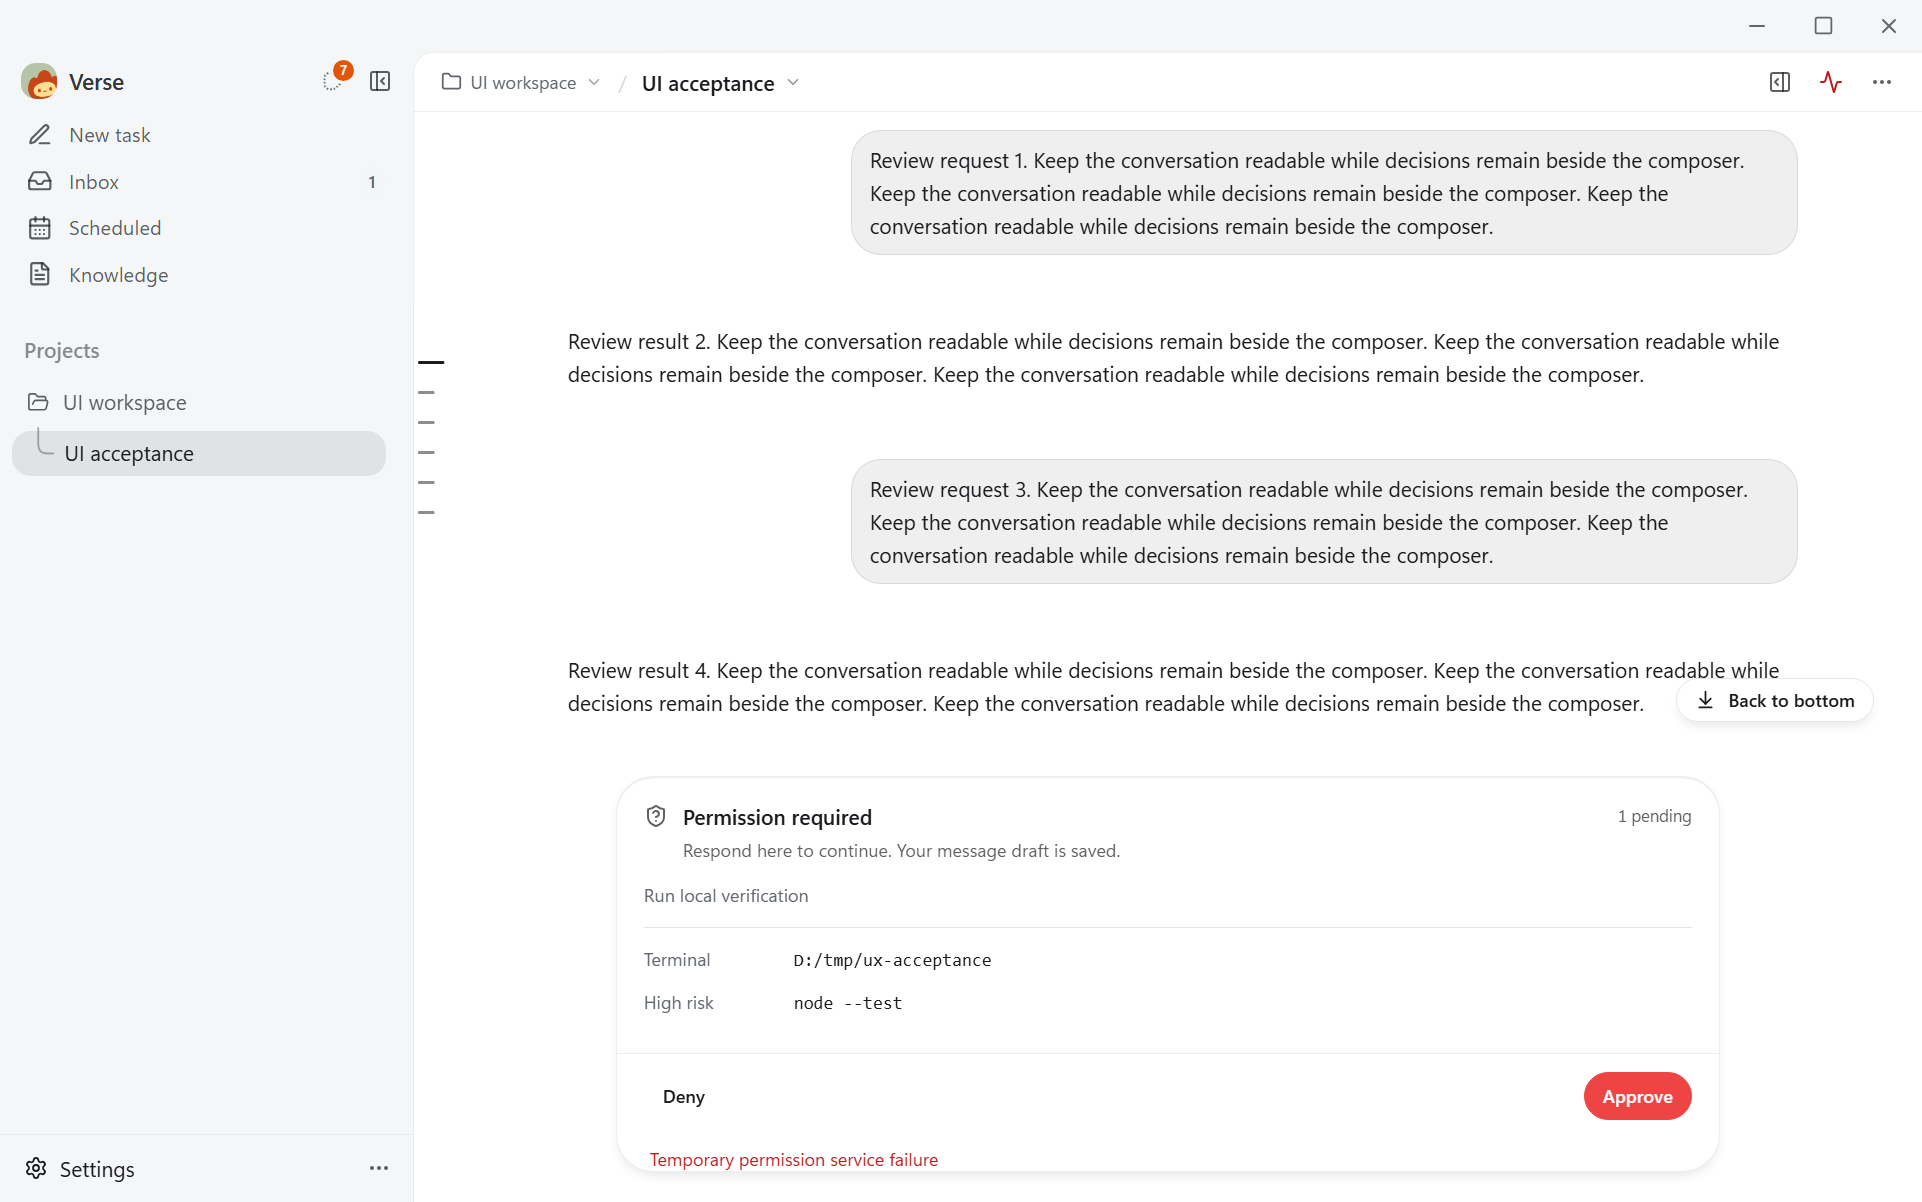 Verse
7
New task
Inbox
1
Scheduled
Knowledge
Projects
UI workspace
UI acceptance
Settings
UI workspace / UI acceptance
Review request 1. Keep the conversation readable while decisions remain beside the composer.
Keep the conversation readable while decisions remain beside the composer. Keep the
conversation readable while decisions remain beside the composer.
Review result 2. Keep the conversation readable while decisions remain beside the composer. Keep the conversation readable while
decisions remain beside the composer. Keep the conversation readable while decisions remain beside the composer.
Review request 3. Keep the conversation readable while decisions remain beside the composer.
Keep the conversation readable while decisions remain beside the composer. Keep the
conversation readable while decisions remain beside the composer.
Review result 4. Keep the conversation readable while decisions remain beside the composer. Keep the conversation readable while
decisions remain beside the composer. Keep the conversation readable while decisions remain beside the composer.
Back to bottom
Permission required
1 pending
Respond here to continue. Your message draft is saved.
Run local verification
Terminal D:/tmp/ux-acceptance
High risk node --test
Deny
Approve
Temporary permission service failure